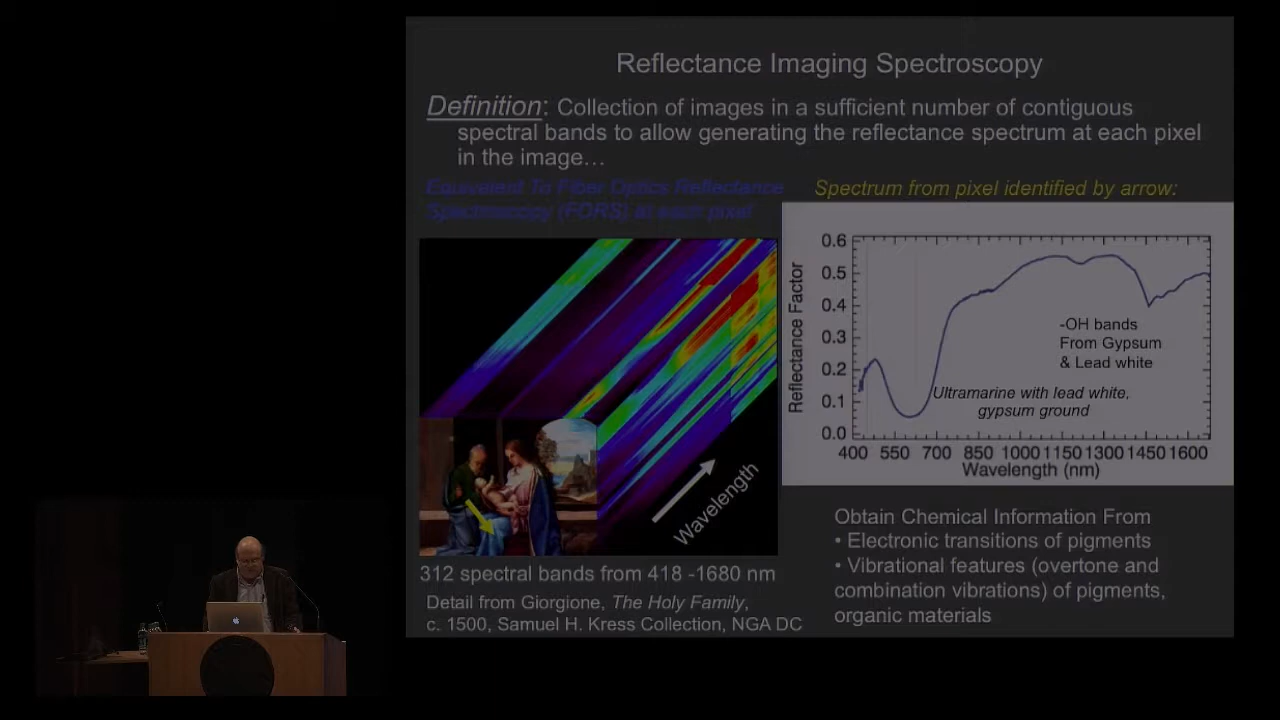 Reflectance Imaging Spectroscopy
Definition: Collection of images in a sufficient number of contiguous
spectral bands to allow generating the reflectance spectrum at each pixel
in the image…
Equivalent To Fiber Optics Reflectance
Spectroscopy (FORS) at each pixel
Spectrum from pixel identified by arrow:
Wavelength
312 spectral bands from 418 -1680 nm
Detail from Giorgione, The Holy Family,
c. 1500, Samuel H. Kress Collection, NGA DC
Reflectance Factor
0.6
0.5
0.4
0.3
0.2
0.1
0.0
-OH bands
From Gypsum
& Lead white
Ultramarine with lead white,
gypsum ground
400 550 700 850 1000 1150 1300 1450 1600
Wavelength (nm)
Obtain Chemical Information From
• Electronic transitions of pigments
• Vibrational features (overtone and
combination vibrations) of pigments,
organic materials